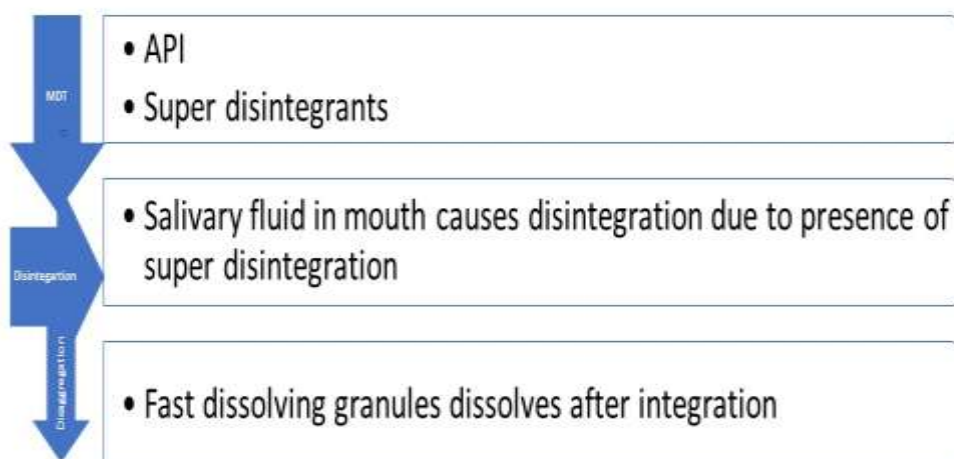 MDT
• API
• Super disintegrants
Disintegartion
• Salivary fluid in mouth causes disintegration due to presence of
super disintegration
Disaggregation
• Fast dissolving granules dissolves after integration